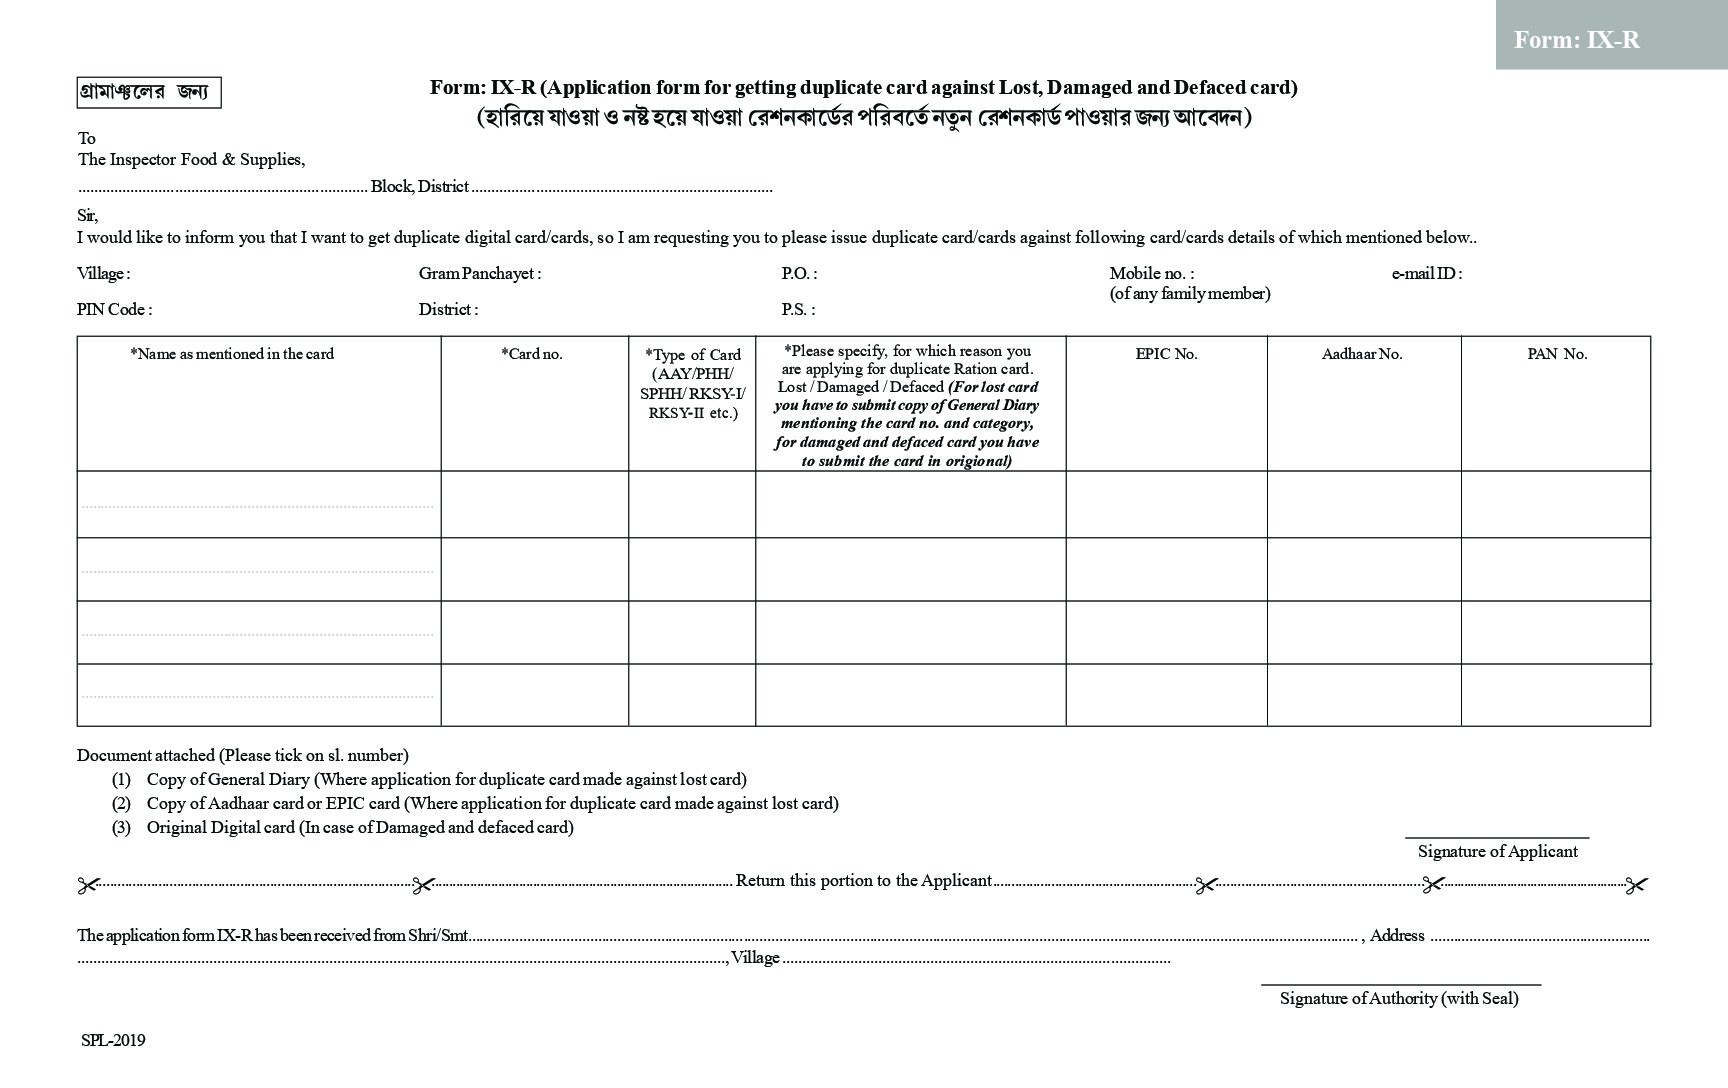 Form: IX-R
গ্রামাঞ্চলের জন্য
Form: IX-R (Application form for getting duplicate card against Lost, Damaged and Defaced card)
(হারিয়ে যাওয়া ও নষ্ট হয়ে যাওয়া রেশনকার্ডের পরিবর্তে নতুন রেশনকার্ড পাওয়ার জন্য আবেদন)
To
The Inspector Food & Supplies,
........................................................................ Block, District ...........................................................................
Sir,
I would like to inform you that I want to get duplicate digital card/cards, so I am requesting you to please issue duplicate card/cards against following card/cards details of which mentioned below..
Village : Gram Panchayet : P.O. : Mobile no. : e-mail ID :
(of any family member)
PIN Code : District : P.S. :
*Name as mentioned in the card
*Card no.
*Type of Card
(AAY/PHH/
SPHH/ RKSY-I/
RKSY-II etc.)
*Please specify, for which reason you
are applying for duplicate Ration card.
Lost / Damaged / Defaced (For lost card
you have to submit copy of General Diary
mentioning the card no. and category,
for damaged and defaced card you have
to submit the card in origional)
EPIC No.
Aadhaar No.
PAN No.
Document attached (Please tick on sl. number)
(1) Copy of General Diary (Where application for duplicate card made against lost card)
(2) Copy of Aadhaar card or EPIC card (Where application for duplicate card made against lost card)
(3) Original Digital card (In case of Damaged and defaced card)
Signature of Applicant
Return this portion to the Applicant
The application form IX-R has been received from Shri/Smt.................................................. , Address ..................................................
.................................................., Village ..................................................
Signature of Authority (with Seal)
SPL-2019